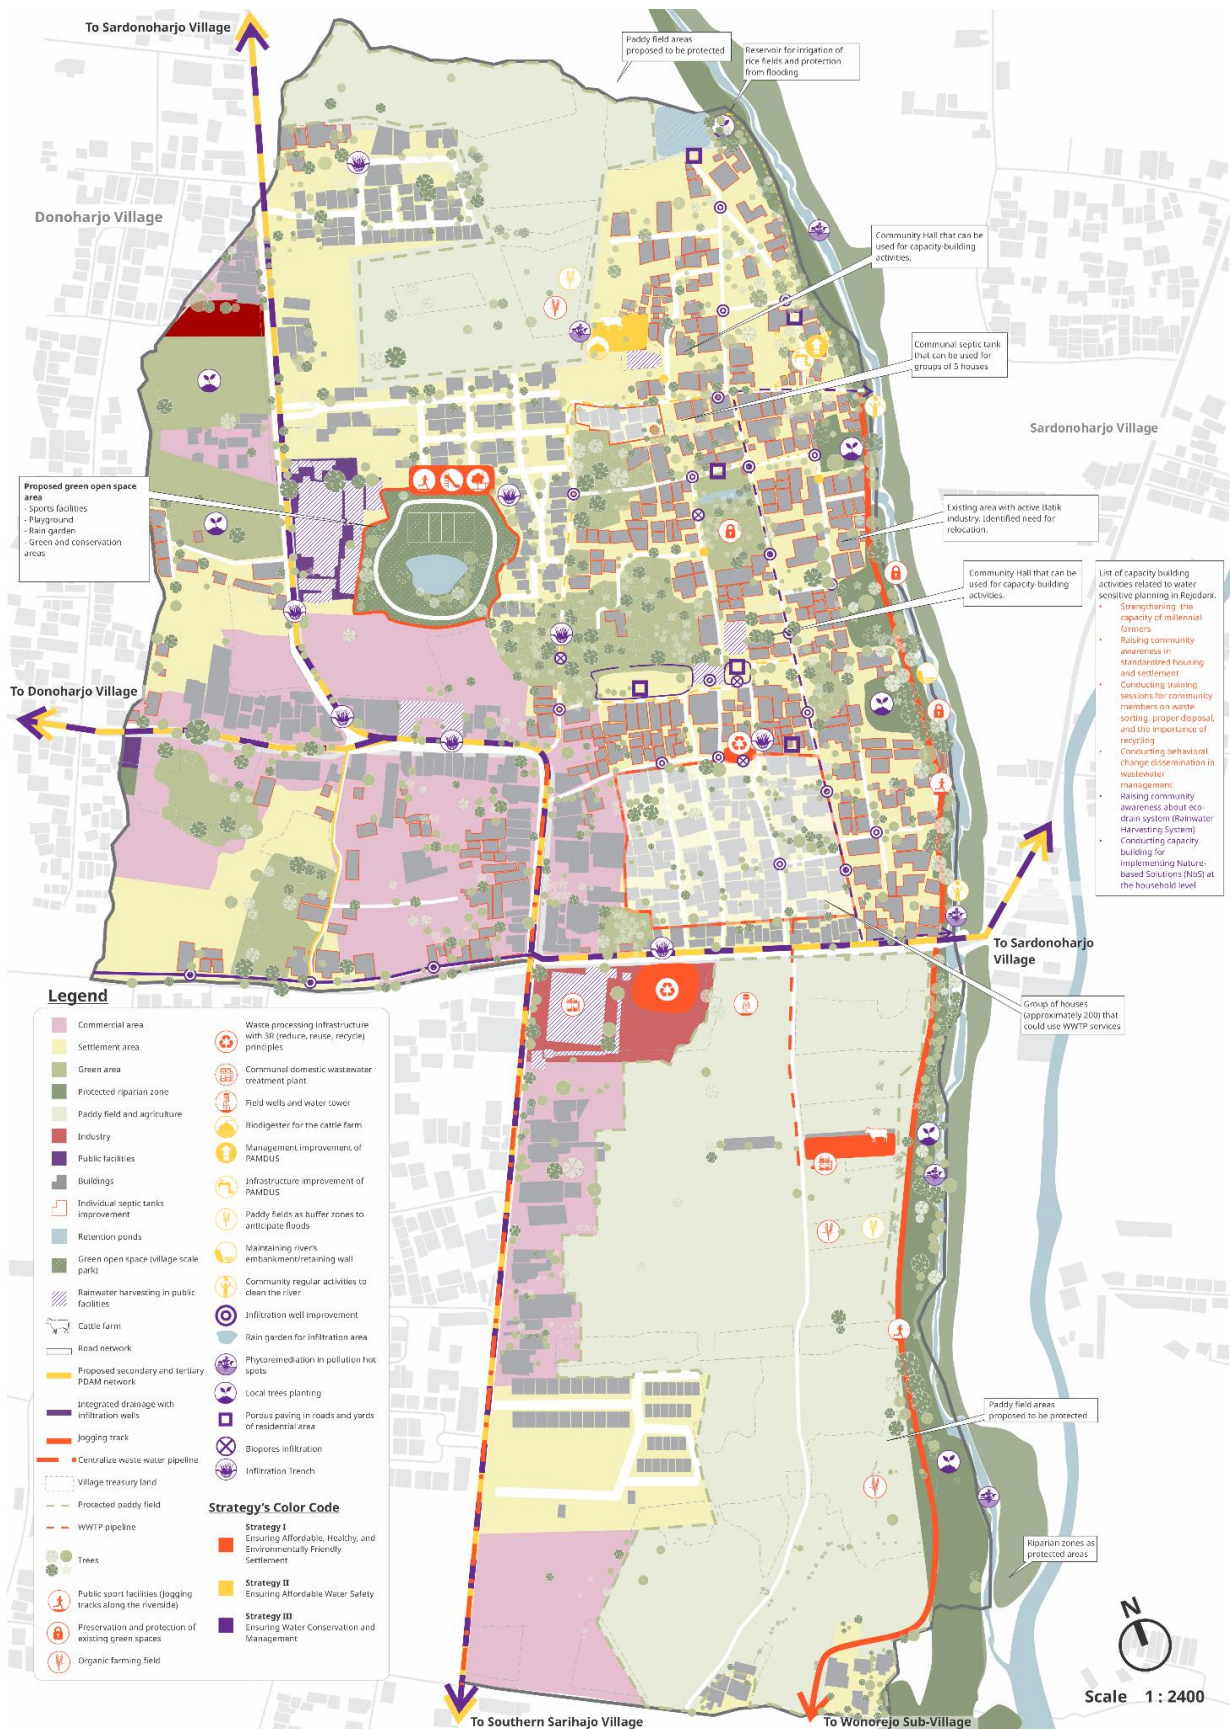 To Sardonoharjo Village
Paddy field areas
proposed to be protected
Reservoir for irrigation of
rice fields and protection
from flooding
Donoharjo Village
Community Hall that can be
used for capacity-building
activities.
Communal septic tank
that can be used for
groups of 5 houses
Sardonoharjo Village
Proposed green open space
area
- Sports facilities
- Playground
- Rain garden
- Green and conservation
areas
Existing area with active Batik
industry. Identified need for
relocation.
Community Hall that can be
used for capacity-building
activities.
List of capacity building
activities related to water
sensitive planning in Rejodani.
• Strengthening the
capacity of millennial
farmers
• Raising community
awareness in
standardized housing
and settlement
• Conducting training
sessions for community
members on waste
sorting, proper disposal,
and the importance of
recycling
• Conducting behavioral
change dissemination in
wastewater
management
• Raising community
awareness about eco-
drain system (Rainwater
Harvesting System)
• Conducting capacity
building for
implementing Nature-
based Solutions (NbS) at
the household level
To Donoharjo Village
To Sardonoharjo
Village
Group of houses
(approximately 200) that
could use WWTP services
Legend
Commercial area
Settlement area
Green area
Protected riparian zone
Paddy field and agriculture
Industry
Public facilities
Buildings
Individual septic tanks
improvement
Retention ponds
Green open space (village scale
park)
Rainwater harvesting in public
facilities
Cattle farm
Road network
Proposed secondary and tertiary
PDAM network
Integrated drainage with
infiltration wells
Jogging track
Centralize waste water pipeline
Village treasury land
Protected paddy field
WWTP pipeline
Trees
Public sport facilities (Jogging
tracks along the riverside)
Preservation and protection of
existing green spaces
Organic farming field
Waste processing infrastructure
with 3R (reduce, reuse, recycle)
principles
Communal domestic wastewater
treatment plant
Field wells and water tower
Biodigester for the cattle farm
Management improvement of
PAMDUS
Infrastructure improvement of
PAMDUS
Paddy fields as buffer zones to
anticipate floods
Maintaining river's
embankment/retaining wall
Community regular activities to
clean the river
Infiltration well improvement
Rain garden for infiltration area
Phytoremediation in pollution hot
spots
Local trees planting
Porous paving in roads and yards
of residential area
Biopores infiltration
Infiltration Trench
Strategy's Color Code
Strategy I
Ensuring Affordable, Healthy, and
Environmentally Friendly
Settlement
Strategy II
Ensuring Affordable Water Safety
Strategy III
Ensuring Water Conservation and
Management
Paddy field areas
proposed to be protected
Riparian zones as
protected areas
N
Scale 1 : 2400
To Southern Sarihajo Village
To Wonorejo Sub-Village